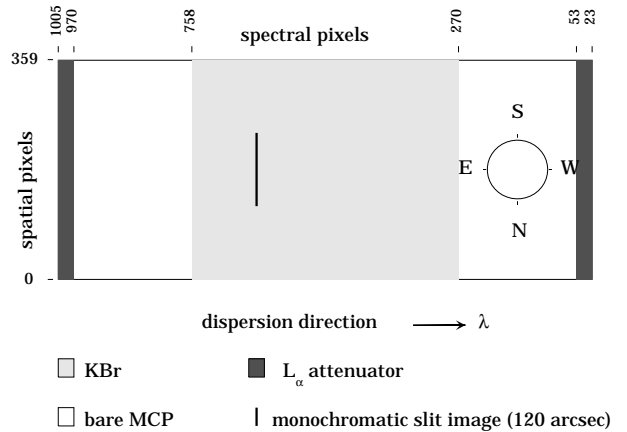 1005
970
758
270
53
23
spectral pixels
359
spatial pixels
0
S
E
W
N
dispersion direction λ
KBr
Lα attenuator
bare MCP
monochromatic slit image (120 arcsec)